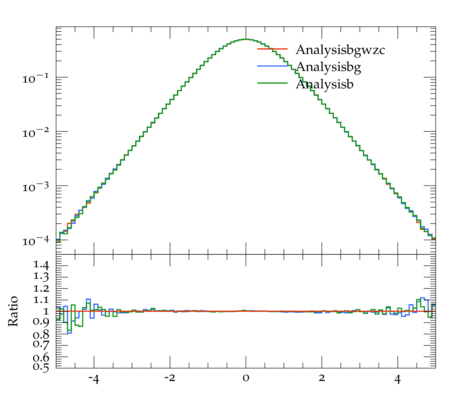 Analysisbgwzc
Analysisbg
Analysisb
10⁻¹
10⁻²
10⁻³
10⁻⁴
1.4
1.3
1.2
1.1
1
0.9
0.8
0.7
0.6
0.5
Ratio
-4 -2 0 2 4